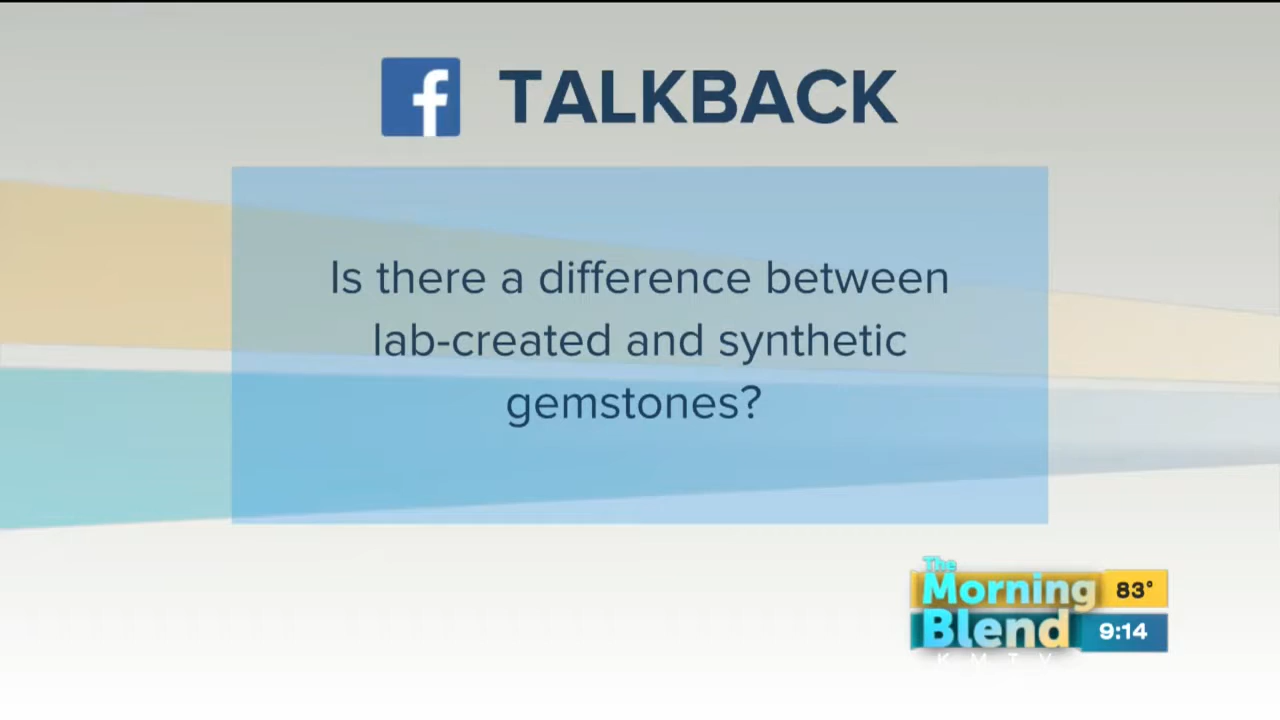 f TALKBACK
Is there a difference between
lab-created and synthetic
gemstones?
The
Morning 83°
Blend 9:14
K M T V